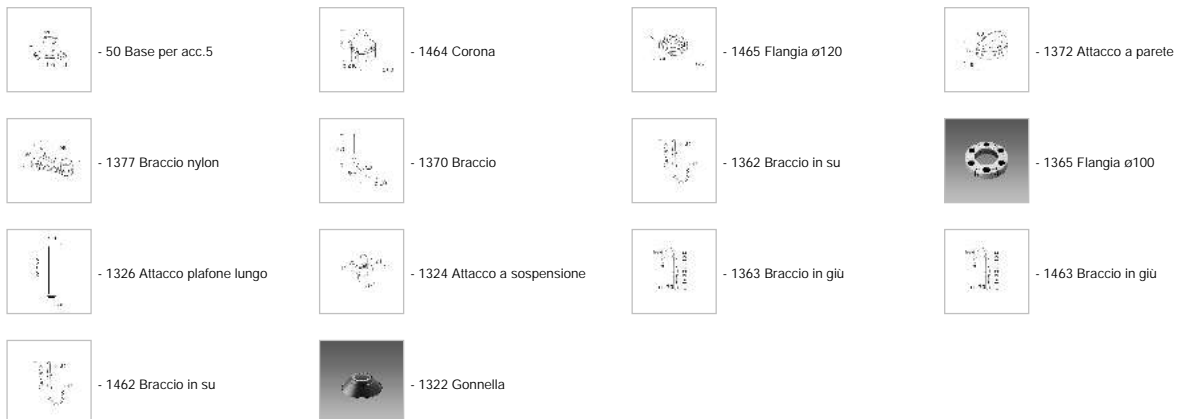 - 50 Base per acc.5
- 1464 Corona
- 1465 Flangia ø120
- 1372 Attacco a parete
- 1377 Braccio nylon
- 1370 Braccio
- 1362 Braccio in su
- 1365 Flangia ø100
- 1326 Attacco plafone lungo
- 1324 Attacco a sospensione
- 1363 Braccio in giù
- 1463 Braccio in giù
- 1462 Braccio in su
- 1322 Gonnella